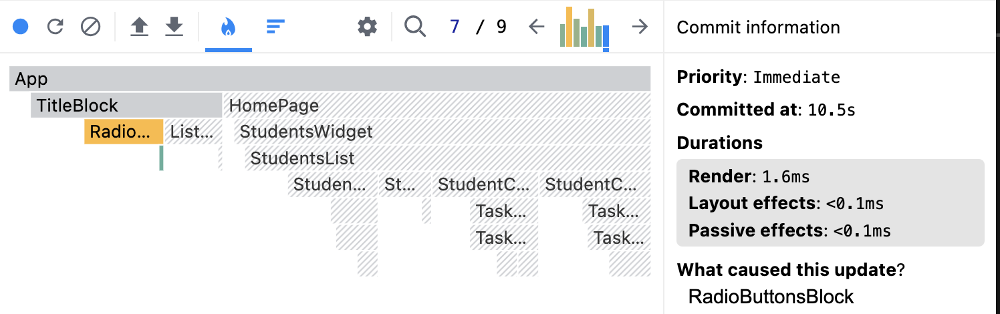 7 / 9
Commit information
App
TitleBlock
HomePage
Radio...
List...
StudentsWidget
StudentsList
Studen...
St...
StudentC...
StudentC...
Task...
Task...
Task...
Task...
Priority: Immediate
Committed at: 10.5s
Durations
Render: 1.6ms
Layout effects: <0.1ms
Passive effects: <0.1ms
What caused this update?
RadioButtonsBlock